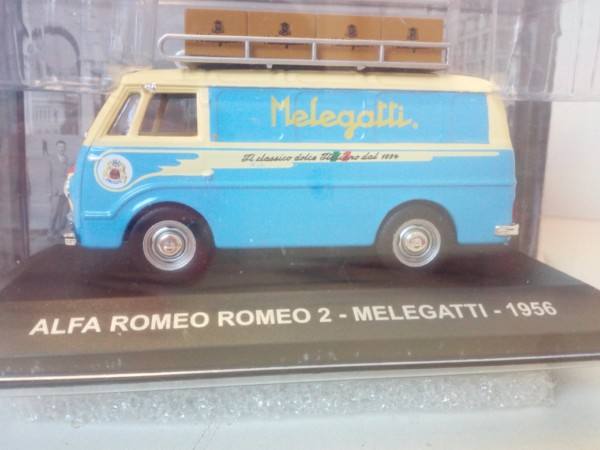 Melegatti.
Il classico dolce Italiano dal 1894
ALFA ROMEO ROMEO 2 - MELEGATTI - 1956